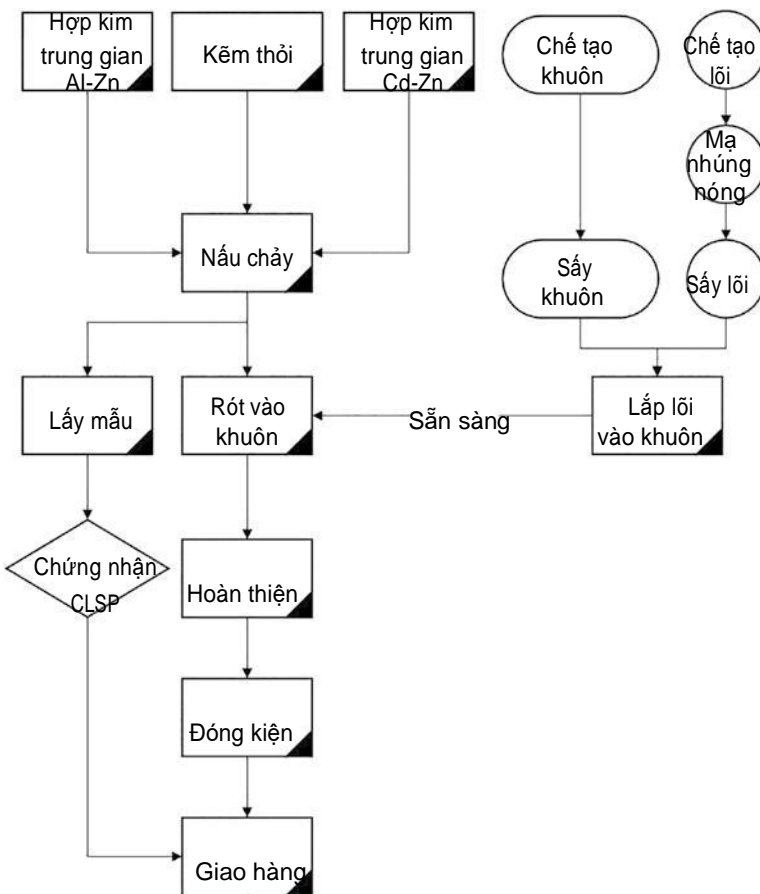 Hợp kim
trung gian
Al-Zn
Kẽm thỏi
Hợp kim
trung gian
Cd-Zn
Chế tạo
khuôn
Chế tạo
lõi
Mạ
nhúng
nóng
Nấu chảy
Sấy
khuôn
Sấy lõi
Lấy mẫu
Rót vào
khuôn
Sẵn sàng
Lắp lõi
vào khuôn
Chứng nhận
CLSP
Hoàn thiện
Đóng kiện
Giao hàng